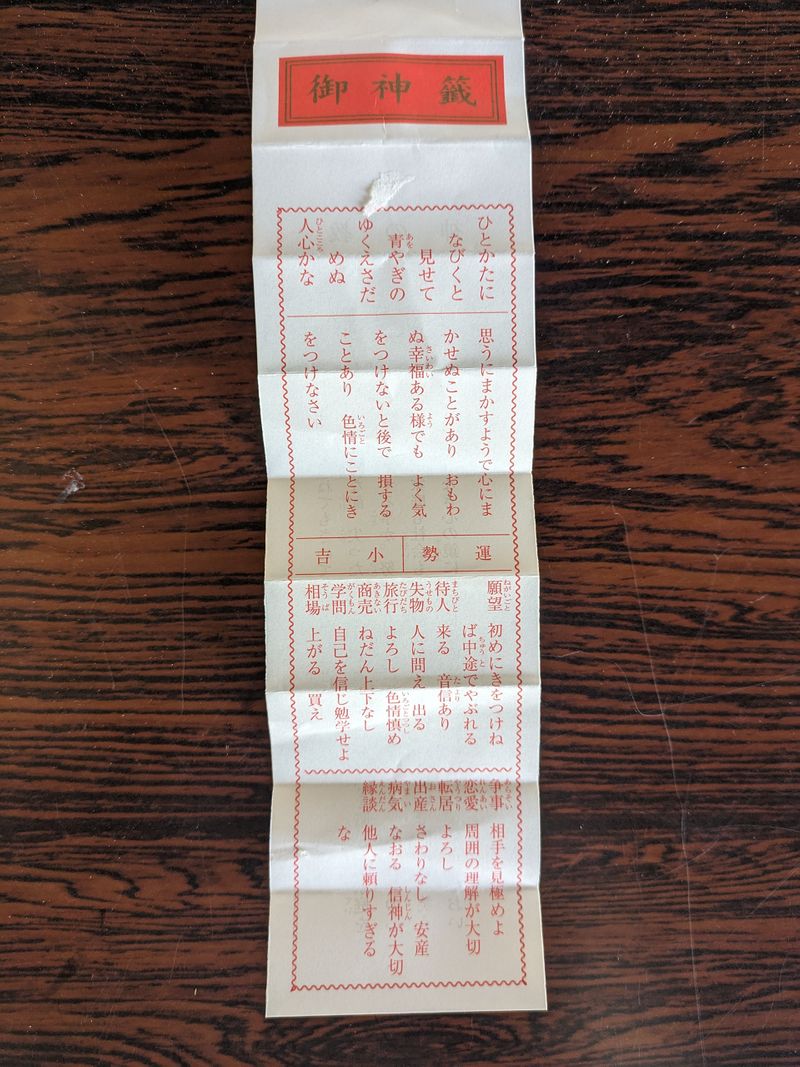 御神籤
ひとかたに
なびくと
見せて
青やぎの
ゆくえさだ
めぬ
人心かな
思うにまかすようで心にま
かせぬことがあり おもわ
ぬ幸福ある様でも よく気
をつけないと後で 損する
ことあり 色情にことにき
をつけなさい
運勢 小吉
願望 初めにきをつけね
ば中途でやぶれる
待人 来る 音信あり
失物 人に問え 出る
旅行 よろし 色情慎め
商売 ねだん上下なし
学問 自己を信じ勉学せよ
相場 上がる 買え
争事 相手を見極めよ
恋愛 周囲の理解が大切
転居 よろし
出産 さわりなし 安産
病気 なおる 信神が大切
縁談 他人に頼りすぎる
な